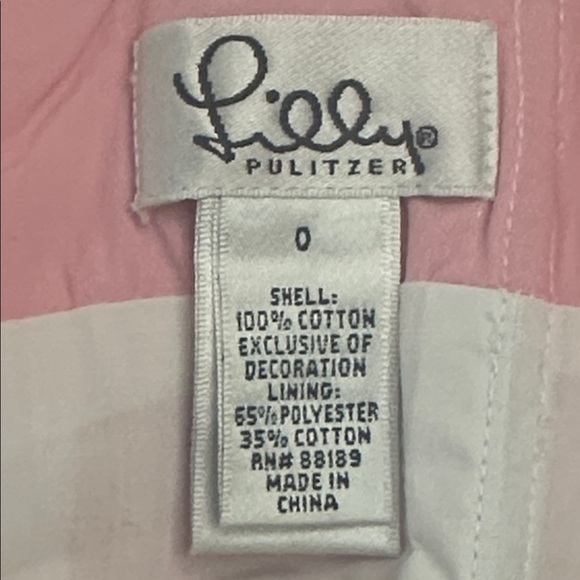 Lilly®
PULITZER
0
SHELL:
100% COTTON
EXCLUSIVE OF
DECORATION
LINING:
65% POLYESTER
35% COTTON
RN# 88189
MADE IN
CHINA